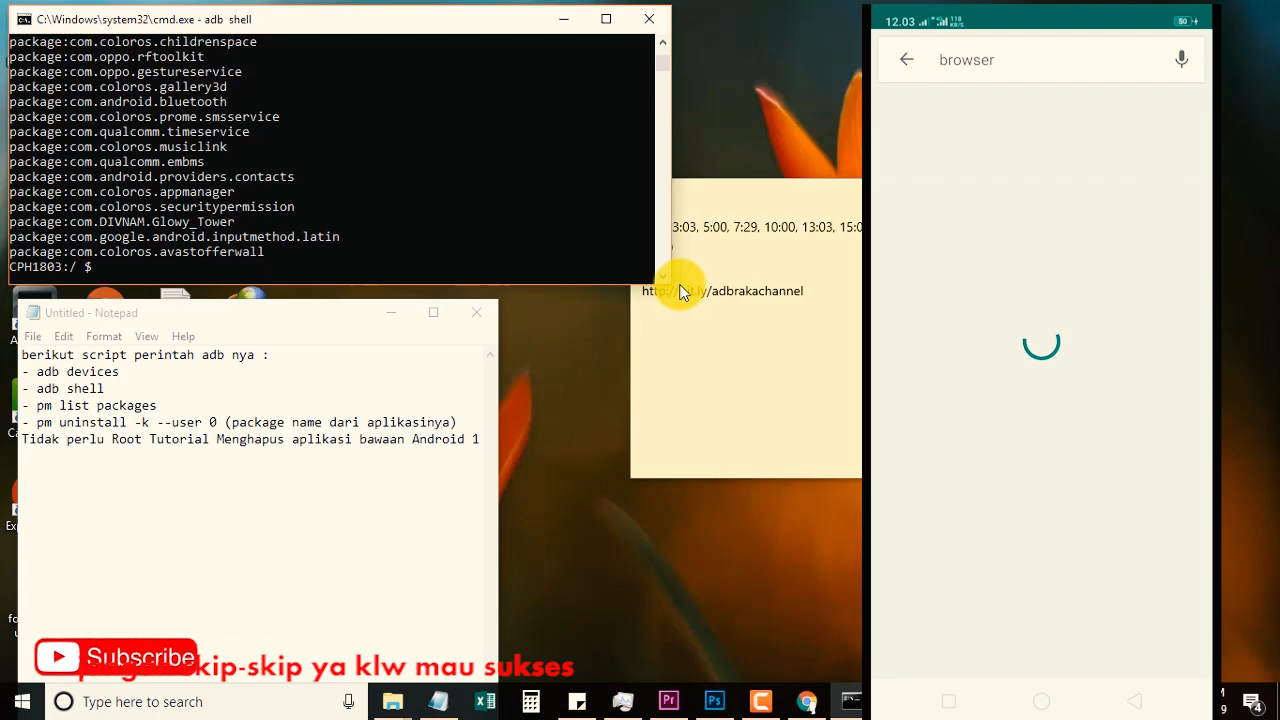 C:\Windows\system32\cmd.exe - adb shell
package:com.coloros.childrenspace
package:com.oppo.rftoolkit
package:com.oppo.gestureservice
package:com.coloros.gallery3d
package:com.android.bluetooth
package:com.coloros.prome.smsservice
package:com.qualcomm.timeservice
package:com.coloros.musiclink
package:com.qualcomm.embms
package:com.android.providers.contacts
package:com.coloros.appmanager
package:com.coloros.securitypermission
package:com.DIVNAM.Glowy_Tower
package:com.google.android.inputmethod.latin
package:com.coloros.avastofferwall
CPH1803:/ $
3:03, 5:00, 7:29, 10:00, 13:03, 15:0
Untitled - Notepad
File Edit Format View Help
berikut script perintah adb nya :
- adb devices
- adb shell
- pm list packages
- pm uninstall -k --user 0 (package name dari aplikasinya)
Tidak perlu Root Tutorial Menghapus aplikasi bawaan Android 1
Subscribe
skip-skip ya klw mau sukses
Type here to search
4
12.03
118
KB/S
50
browser